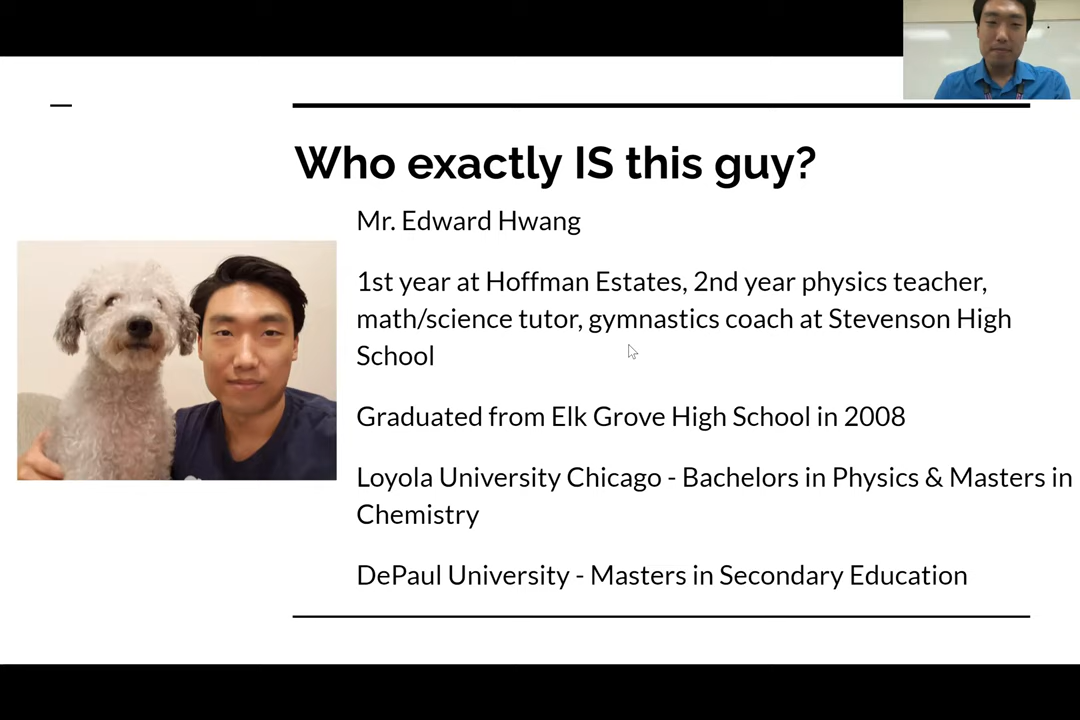 Who exactly IS this guy?
Mr. Edward Hwang
1st year at Hoffman Estates, 2nd year physics teacher,
math/science tutor, gymnastics coach at Stevenson High
School
Graduated from Elk Grove High School in 2008
Loyola University Chicago - Bachelors in Physics & Masters in
Chemistry
DePaul University - Masters in Secondary Education